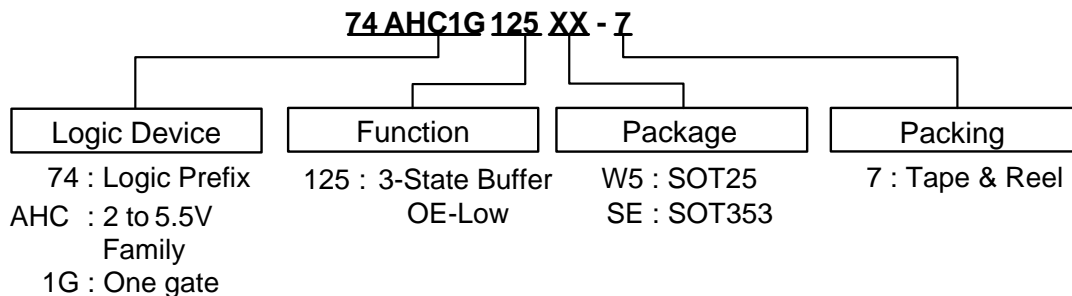 74 AHC1G 125 XX - 7
Logic Device
74 : Logic Prefix
AHC : 2 to 5.5V
Family
1G : One gate
Function
125 : 3-State Buffer
OE-Low
Package
W5 : SOT25
SE : SOT353
Packing
7 : Tape & Reel